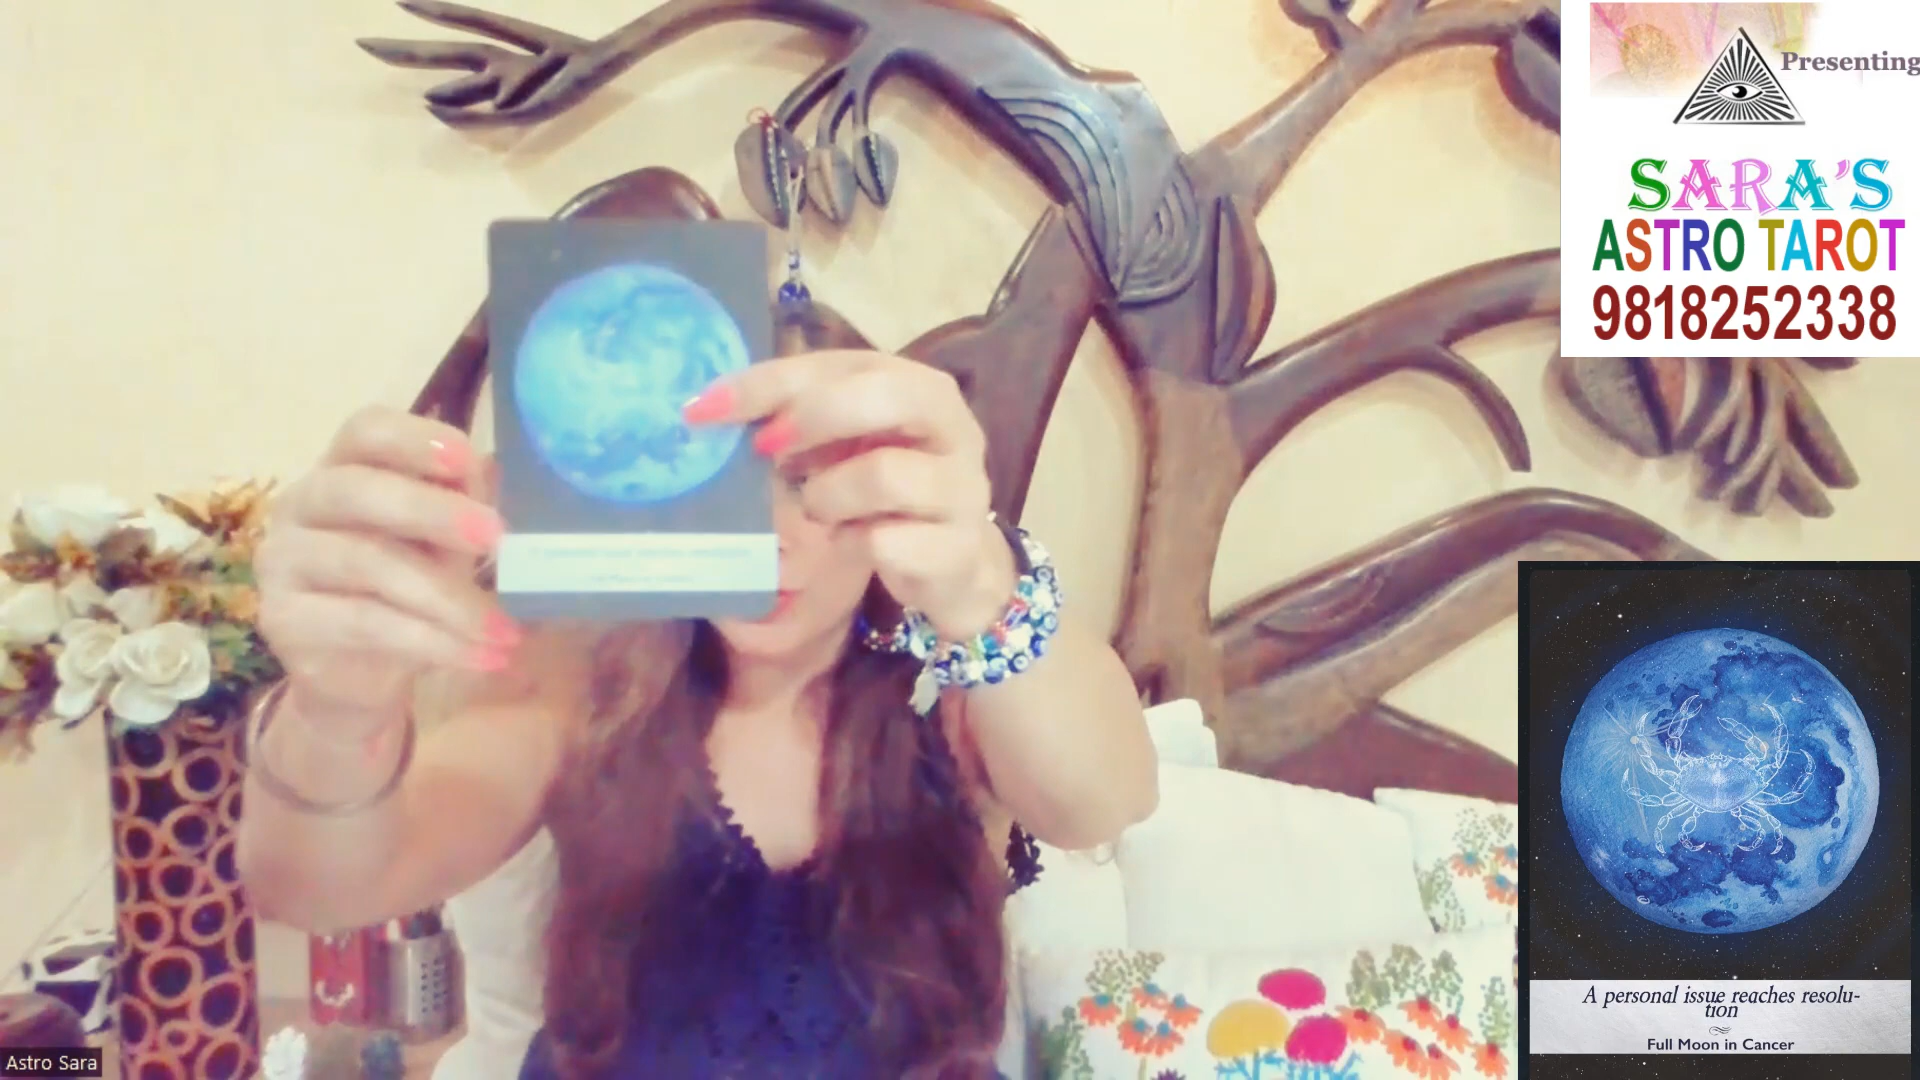 Presenting
SARA'S
ASTRO TAROT
9818252338
A personal issue reaches resolu-
tion
Full Moon in Cancer
Astro Sara